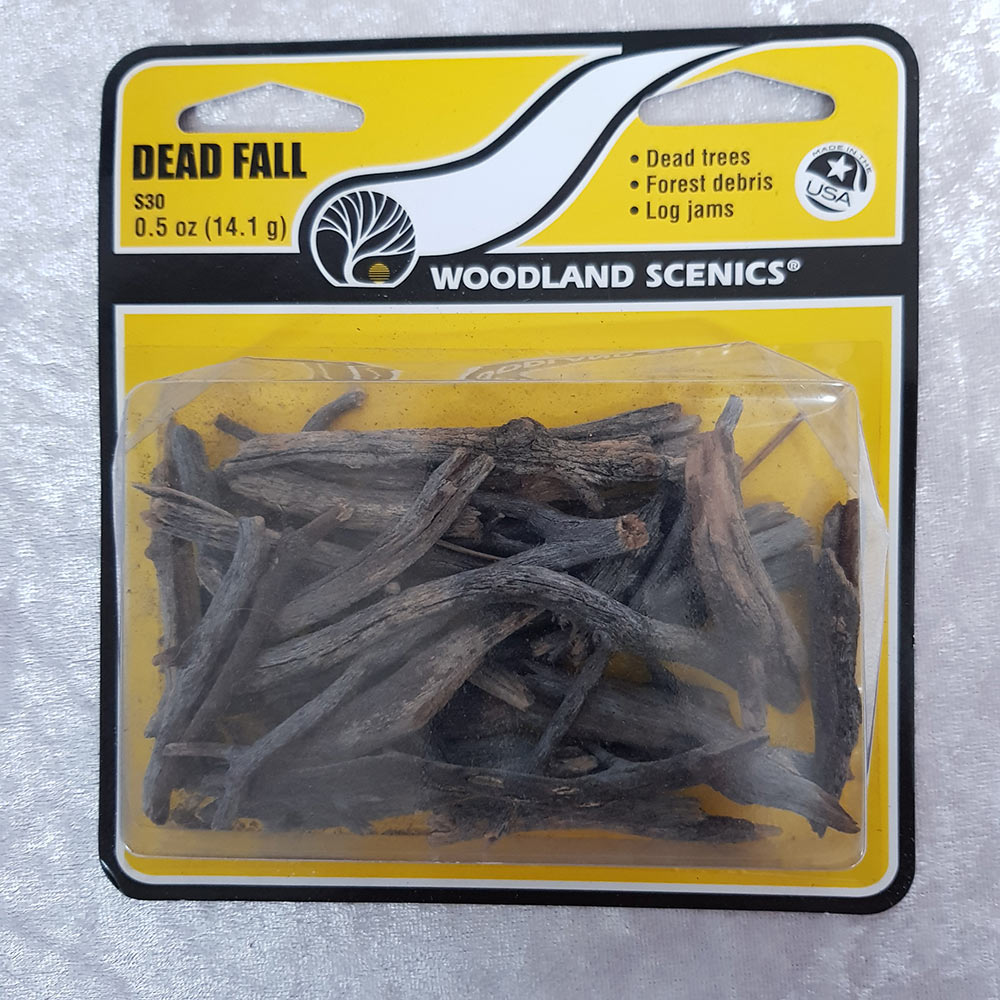 DEAD FALL
S30
0.5 oz (14.1 g)
• Dead trees
• Forest debris
• Log jams
MADE IN THE
USA
WOODLAND SCENICS®